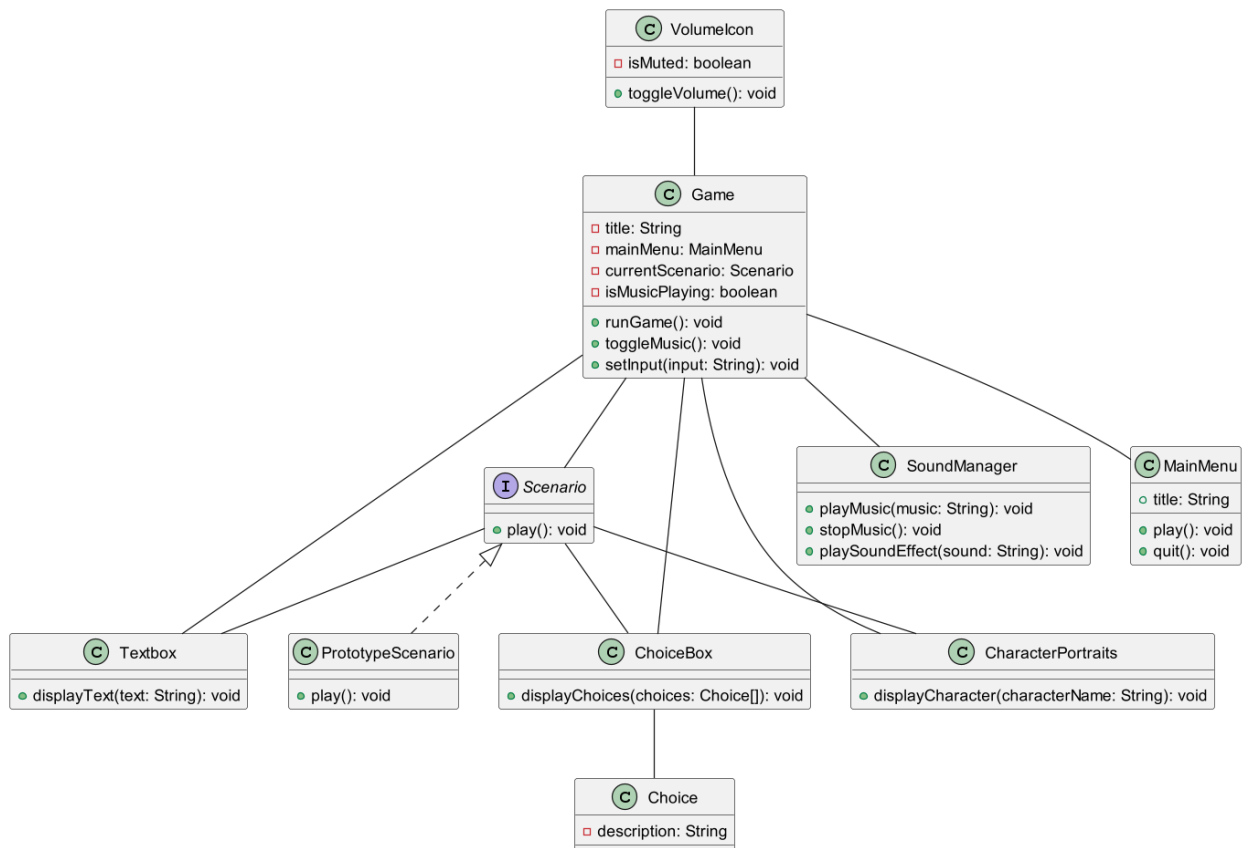 C VolumeIcon
isMuted: boolean
toggleVolume(): void
C Game
title: String
mainMenu: MainMenu
currentScenario: Scenario
isMusicPlaying: boolean
runGame(): void
toggleMusic(): void
setInput(input: String): void
I Scenario
play(): void
C SoundManager
playMusic(music: String): void
stopMusic(): void
playSoundEffect(sound: String): void
C MainMenu
title: String
play(): void
quit(): void
C Textbox
displayText(text: String): void
C PrototypeScenario
play(): void
C ChoiceBox
displayChoices(choices: Choice[]): void
C CharacterPortraits
displayCharacter(characterName: String): void
C Choice
description: String